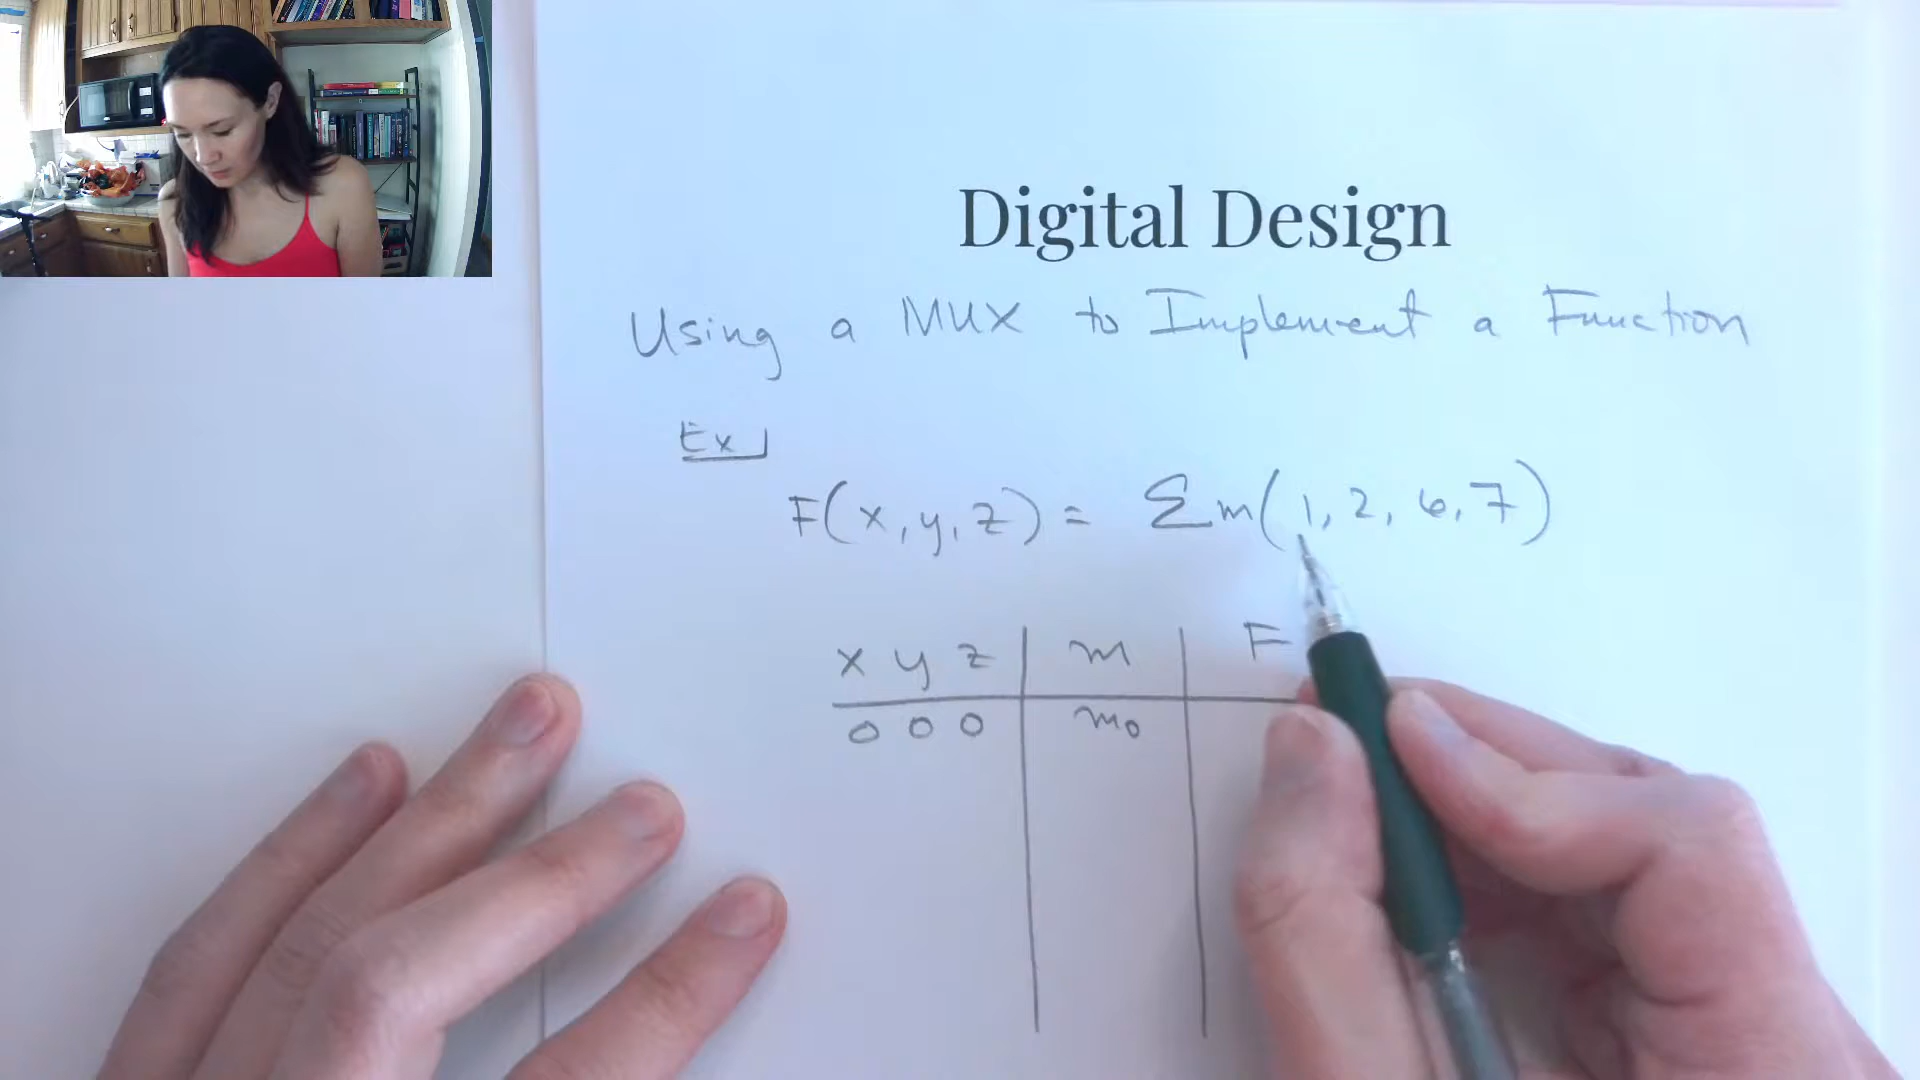 Digital Design
Using a MUX to Implement a Function
Ex
F(x, y, z) = Σm(1, 2, 6, 7)
x y z | m | F
0 0 0 | m₀ |